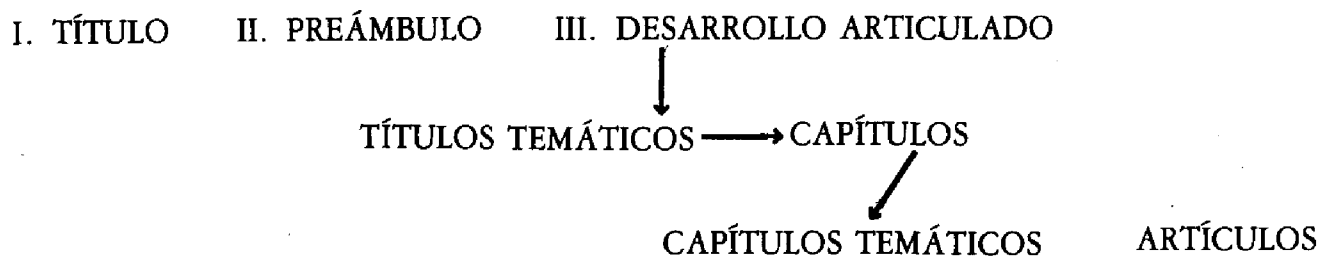 I. TÍTULO II. PREÁMBULO III. DESARROLLO ARTICULADO
TÍTULOS TEMÁTICOS CAPÍTULOS
CAPÍTULOS TEMÁTICOS ARTÍCULOS